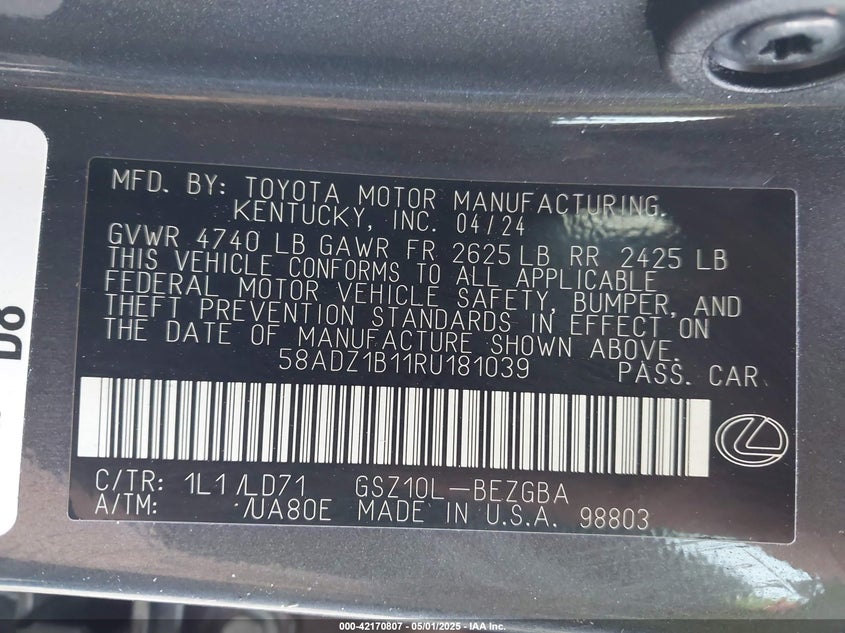 MFD. BY: TOYOTA MOTOR MANUFACTURING.
KENTUCKY, INC. 04/24
GVWR 4740 LB GAWR FR 2625 LB RR 2425 LB
THIS VEHICLE CONFORMS TO ALL APPLICABLE
FEDERAL MOTOR VEHICLE SAFETY, BUMPER, AND
THEFT PREVENTION STANDARDS IN EFFECT ON
THE DATE OF MANUFACTURE SHOWN ABOVE.
58ADZ1B11RU181039 PASS. CAR
C/TR: 1L1/LD71 GSZ10L-BEZGBA
A/TM: /UA80E MADE IN U.S.A. 98803
000-42170807 - 05/01/2025 - IAA Inc.